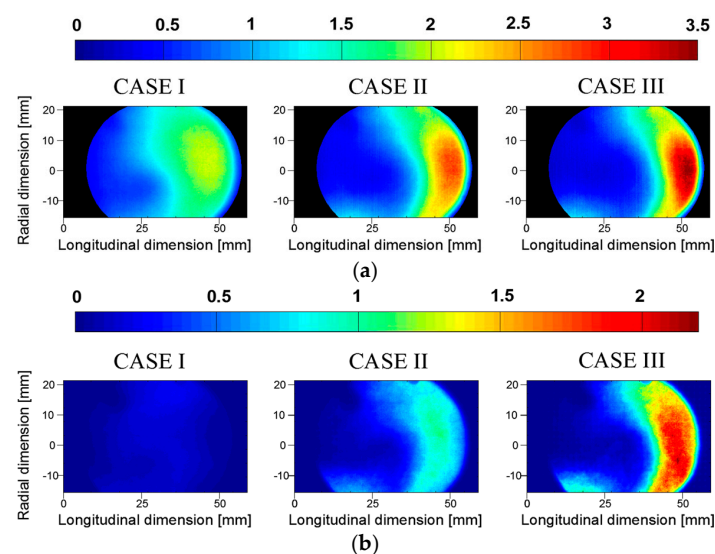 0 0.5 1 1.5 2 2.5 3 3.5
CASE I CASE II CASE III
Radial dimension [mm]
20 20 20
10 10 10
0 0 0
-10 -10 -10
0 25 50 0 25 50 0 25 50
Longitudinal dimension [mm] Longitudinal dimension [mm] Longitudinal dimension [mm]
(a)
0 0.5 1 1.5 2
CASE I CASE II CASE III
Radial dimension [mm]
20 20 20
10 10 10
0 0 0
-10 -10 -10
0 25 50 0 25 50 0 25 50
Longitudinal dimension [mm] Longitudinal dimension [mm] Longitudinal dimension [mm]
(b)